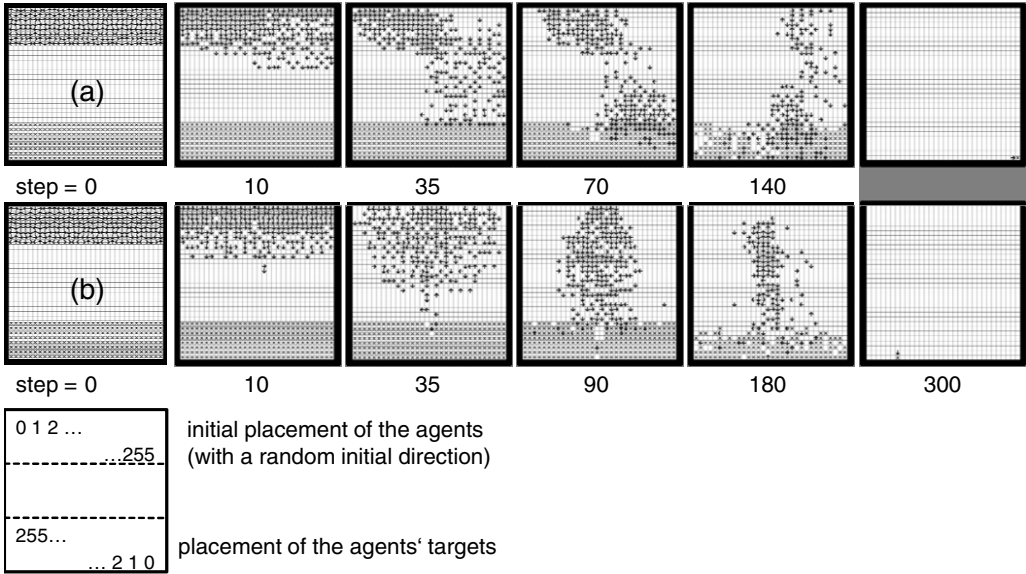 (a)
step = 0 10 35 70 140
(b)
step = 0 10 35 90 180 300
0 1 2 ...
...255
initial placement of the agents
(with a random initial direction)
255...
... 2 1 0
placement of the agents‘ targets